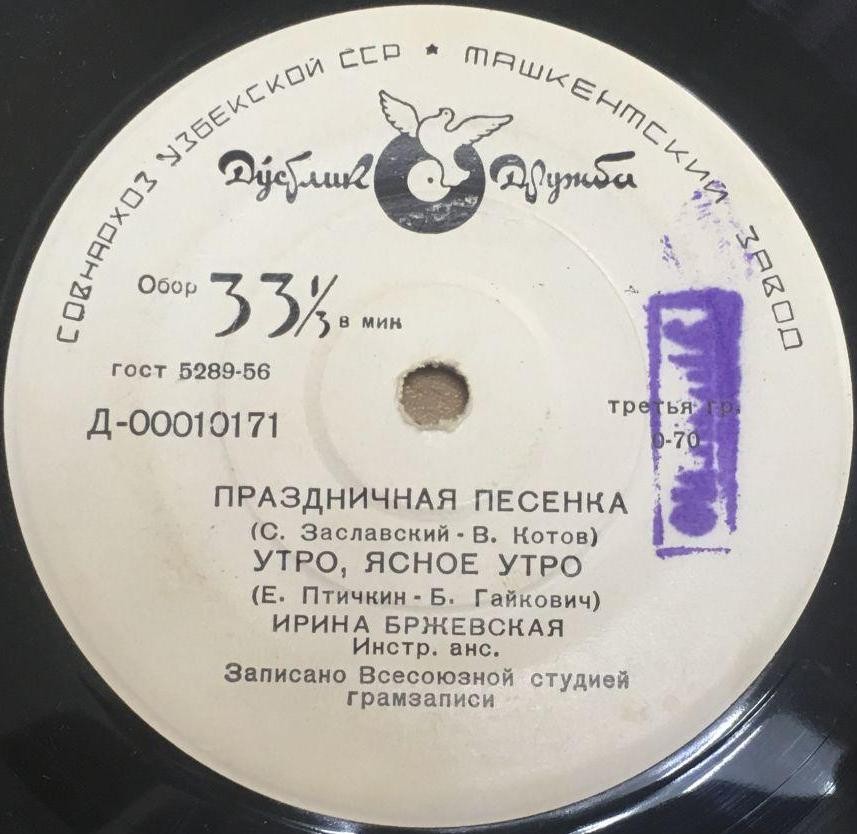 СОВНАРХОЗ УЗБЕКСКОЙ ССР ★ ТАШКЕНТСКИЙ ЗАВОД
Дӯстлик Дружба
Обор 33⅓ в мин
гост 5289-56
Д-00010171
третья гр.
0-70
ПРАЗДНИЧНАЯ ПЕСЕНКА
(С. Заславский - В. Котов)
УТРО, ЯСНОЕ УТРО
(Е. Птичкин - Б. Гайкович)
ИРИНА БРЖЕВСКАЯ
Инстр. анс.
Записано Всесоюзной студией
грамзаписи